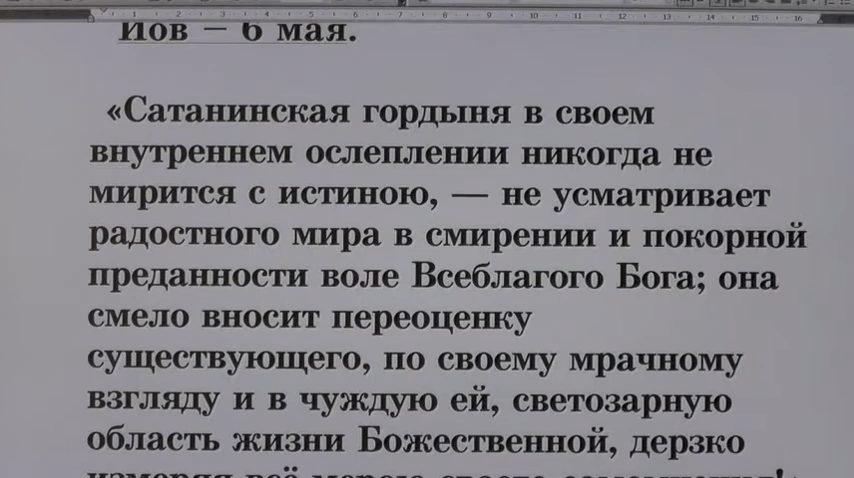 Иов – 6 мая.
«Сатанинская гордыня в своем
внутреннем ослеплении никогда не
мирится с истиною, — не усматривает
радостного мира в смирении и покорной
преданности воле Всеблагого Бога; она
смело вносит переоценку
существующего, по своему мрачному
взгляду и в чуждую ей, светозарную
область жизни Божественной, дерзко